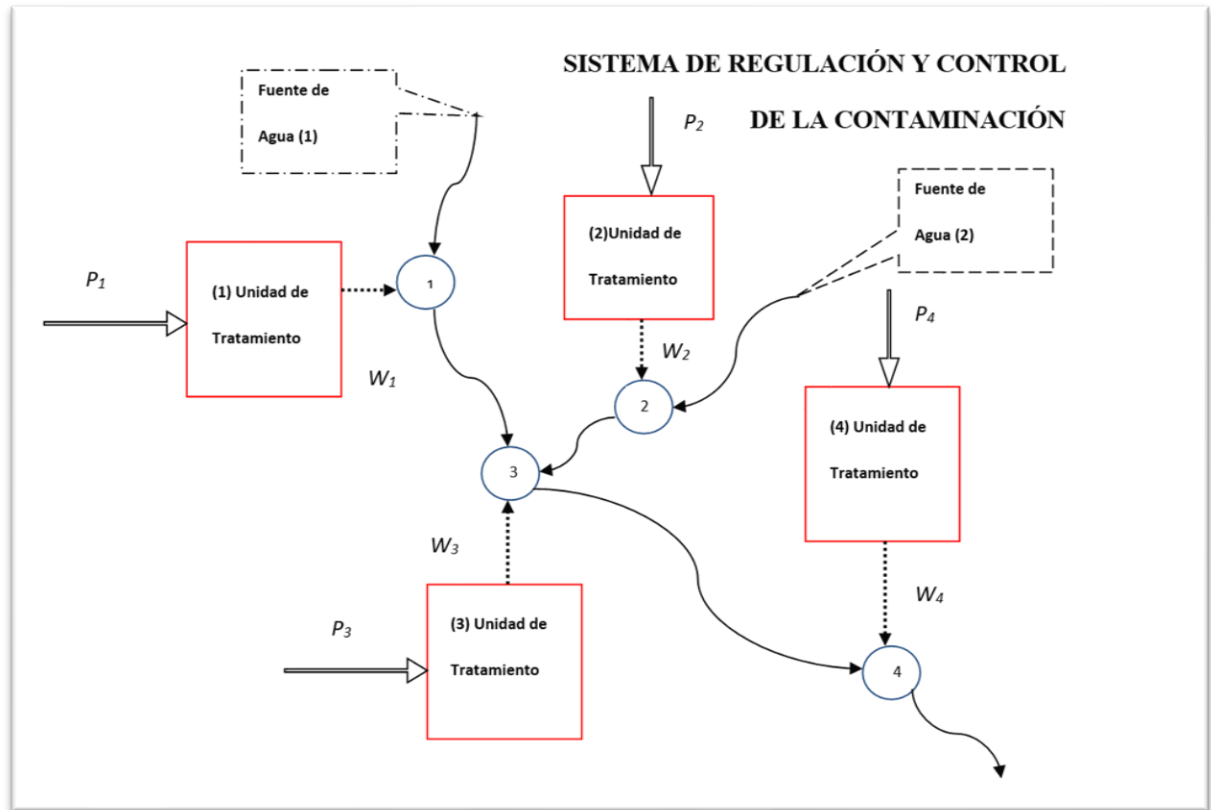 SISTEMA DE REGULACIÓN Y CONTROL
DE LA CONTAMINACIÓN
Fuente de
Agua (1)
P2
Fuente de
Agua (2)
(2)Unidad de
Tratamiento
P1
(1) Unidad de
Tratamiento
1
P4
W2
W1
2
(4) Unidad de
Tratamiento
3
W3
(3) Unidad de
Tratamiento
P3
W4
4